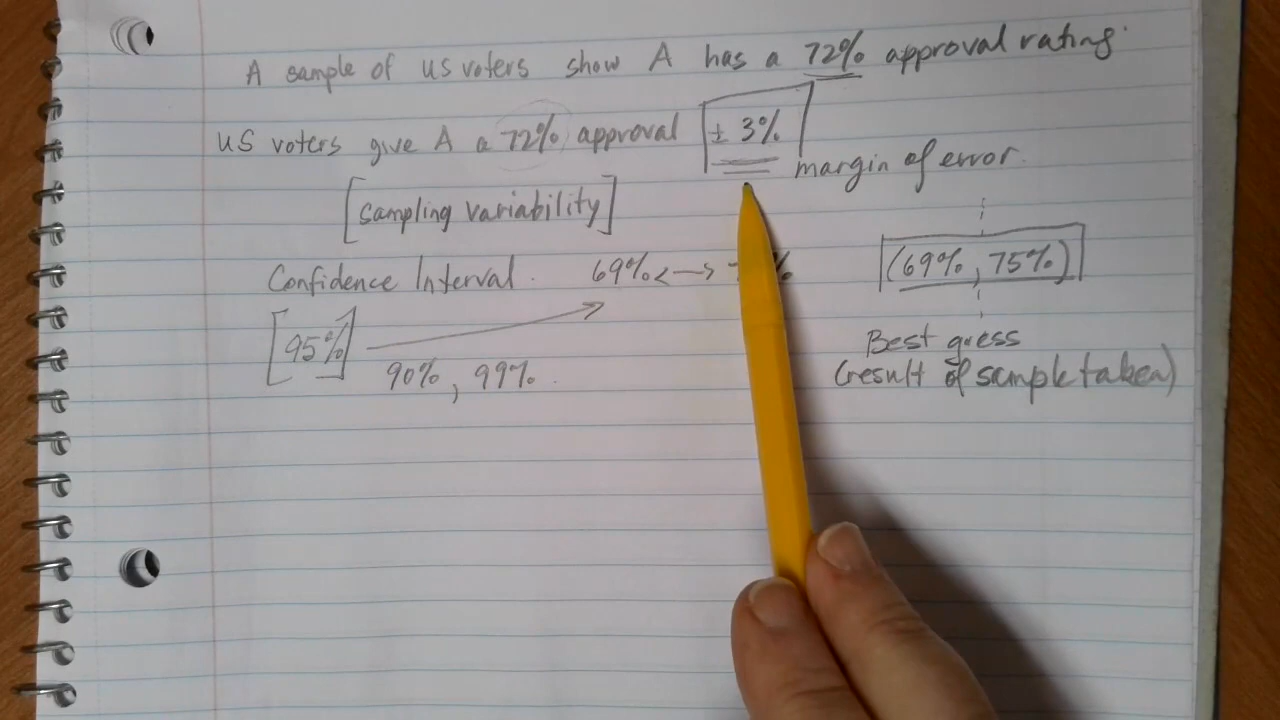 A sample of US voters show A has a 72% approval rating.
US voters give A a 72% approval ± 3%
margin of error.
[sampling variability]
Confidence Interval. 69% <—> %
(69%, 75%)
[95%]
90%, 99%.
Best guess
(result of sample taken)